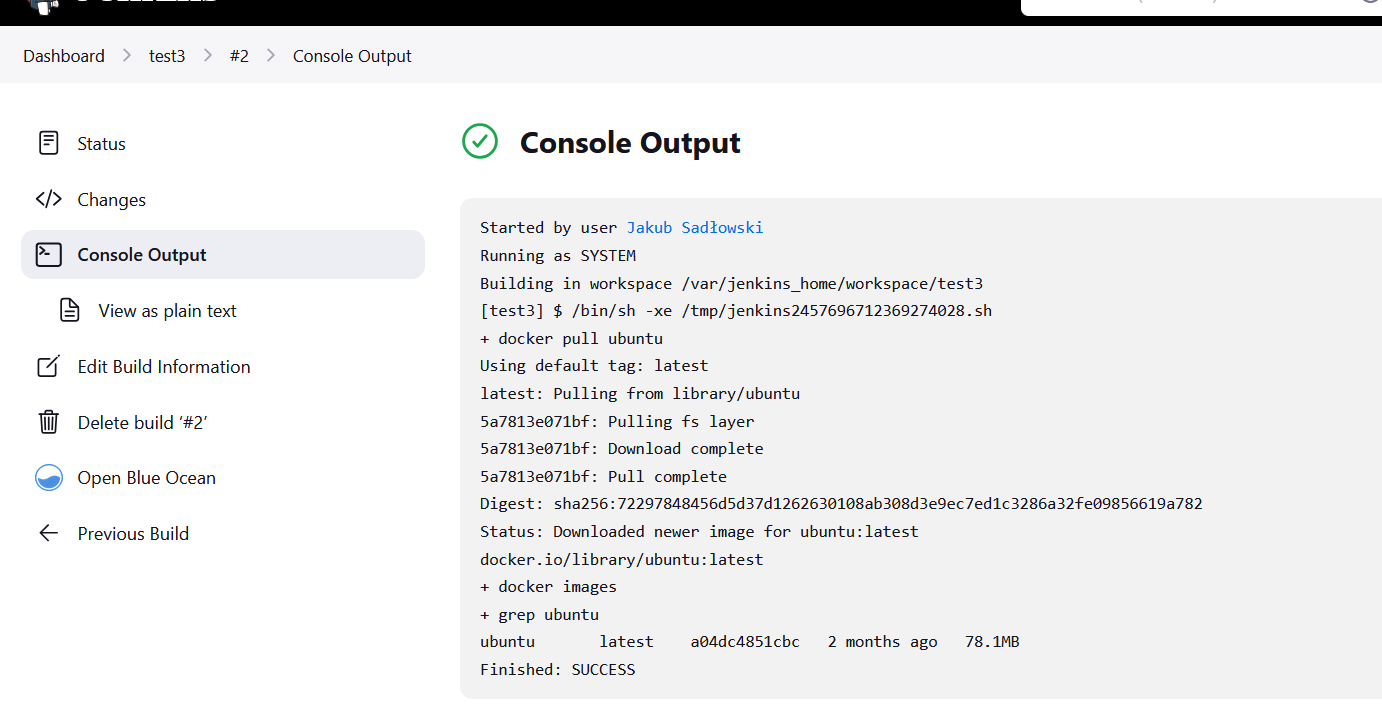 Dashboard > test3 > #2 > Console Output
Status
Changes
Console Output
View as plain text
Edit Build Information
Delete build ‘#2’
Open Blue Ocean
Previous Build
Console Output
Started by user Jakub Sadłowski
Running as SYSTEM
Building in workspace /var/jenkins_home/workspace/test3
[test3] $ /bin/sh -xe /tmp/jenkins2457696712369274028.sh
+ docker pull ubuntu
Using default tag: latest
latest: Pulling from library/ubuntu
5a7813e071bf: Pulling fs layer
5a7813e071bf: Download complete
5a7813e071bf: Pull complete
Digest: sha256:72297848456d5d37d1262630108ab308d3e9ec7ed1c3286a32fe09856619a782
Status: Downloaded newer image for ubuntu:latest
docker.io/library/ubuntu:latest
+ docker images
+ grep ubuntu
ubuntu latest a04dc4851cbc 2 months ago 78.1MB
Finished: SUCCESS